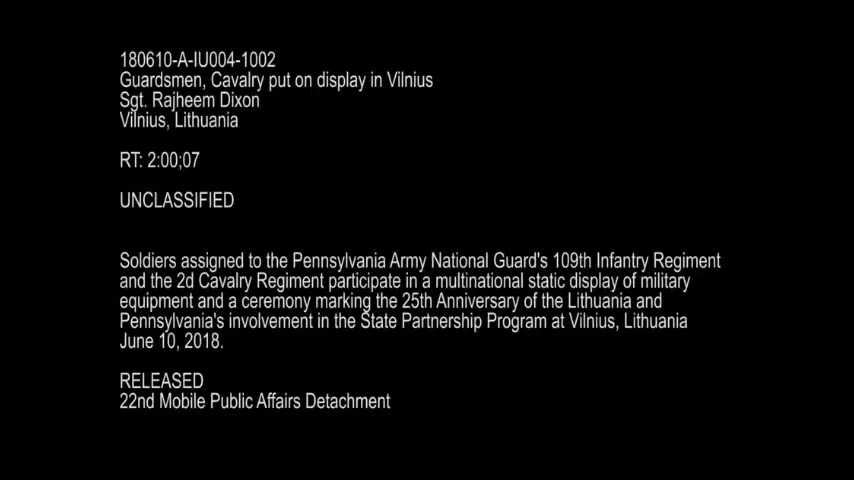 180610-A-IU004-1002
Guardsmen, Cavalry put on display in Vilnius
Sgt. Rajheem Dixon
Vilnius, Lithuania
RT: 2:00;07
UNCLASSIFIED
Soldiers assigned to the Pennsylvania Army National Guard's 109th Infantry Regiment
and the 2d Cavalry Regiment participate in a multinational static display of military
equipment and a ceremony marking the 25th Anniversary of the Lithuania and
Pennsylvania's involvement in the State Partnership Program at Vilnius, Lithuania
June 10, 2018.
RELEASED
22nd Mobile Public Affairs Detachment